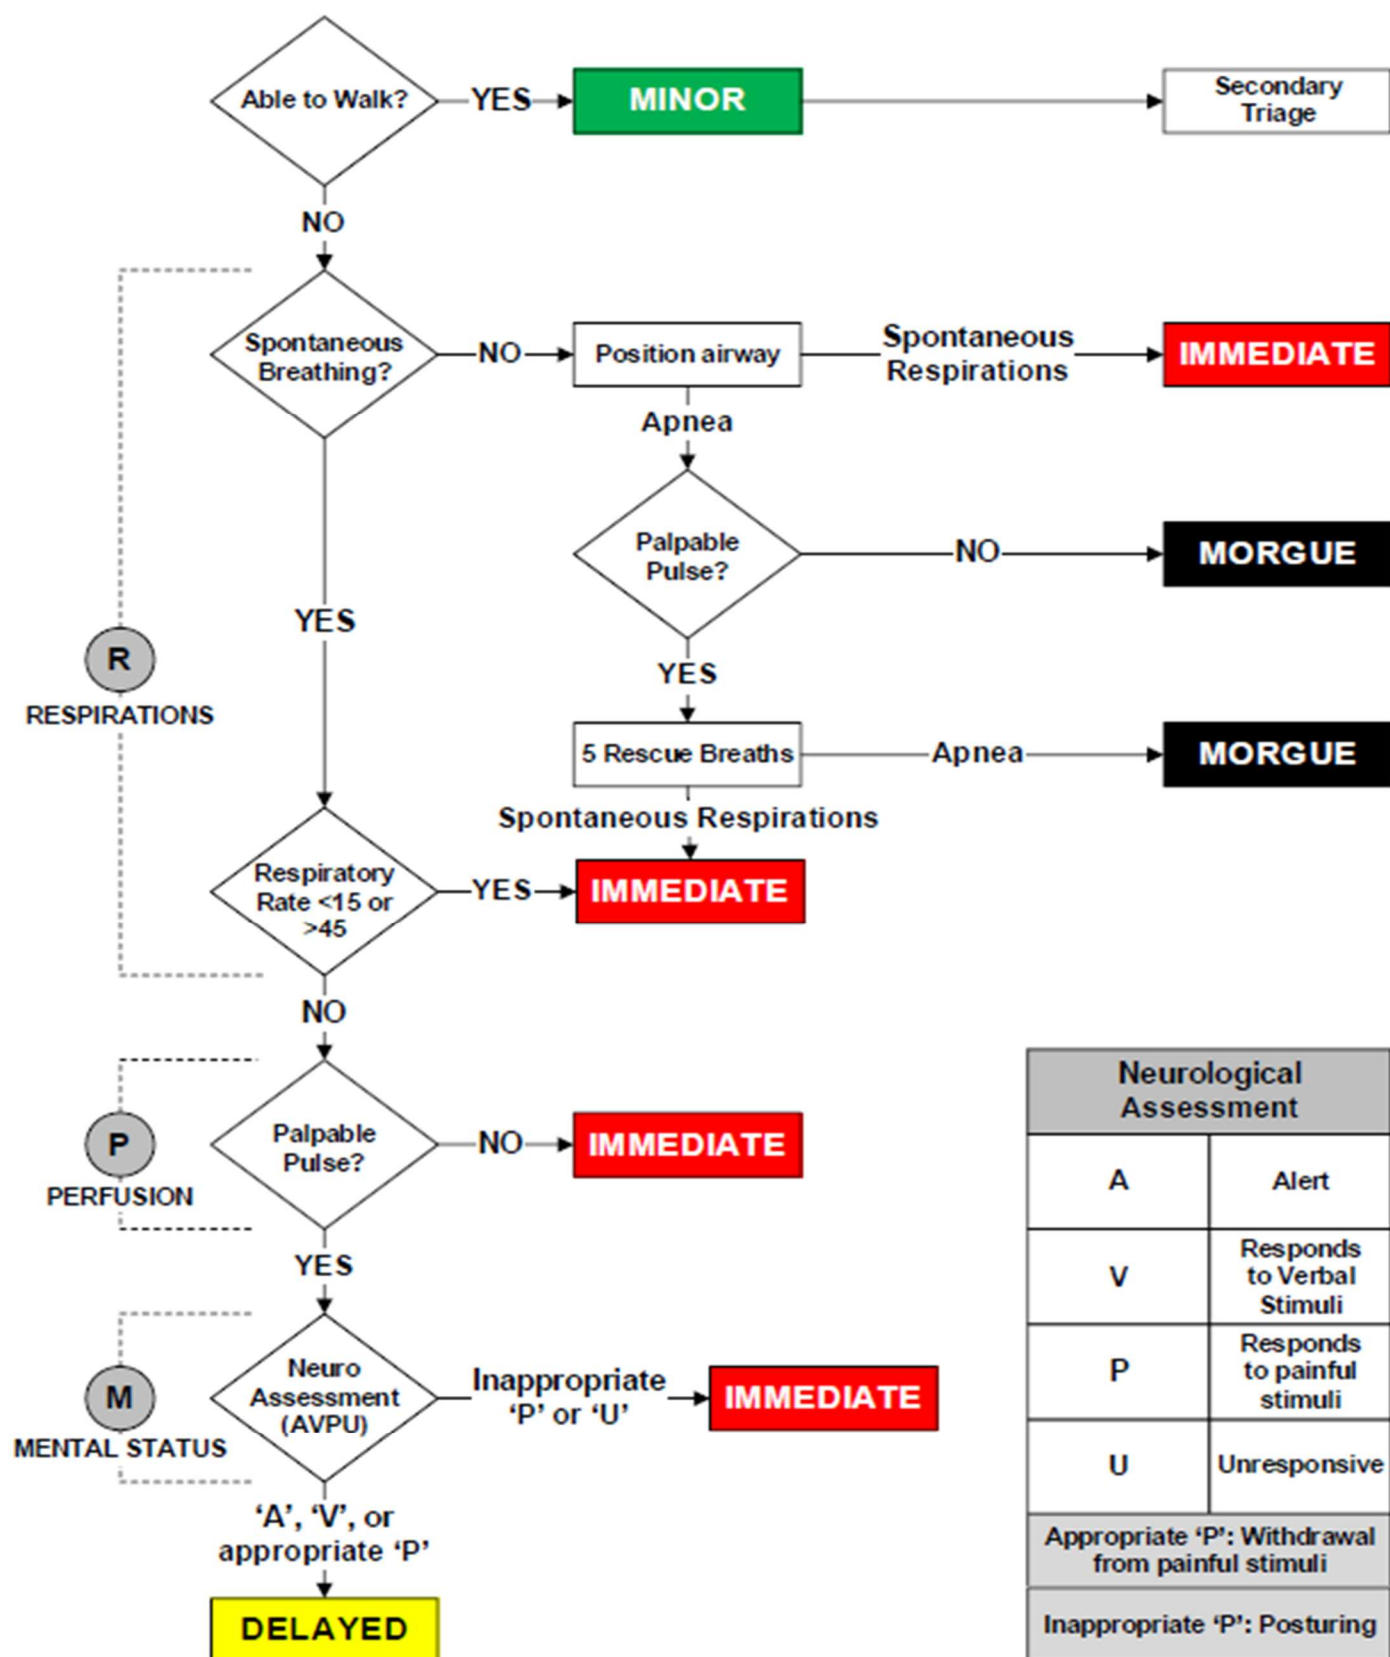 Able to Walk?
YES
MINOR
Secondary
Triage
NO
Spontaneous
Breathing?
NO
Position airway
Spontaneous
Respirations
IMMEDIATE
Apnea
Palpable
Pulse?
NO
MORGUE
YES
YES
R
RESPIRATIONS
5 Rescue Breaths
Apnea
MORGUE
Spontaneous Respirations
Respiratory
Rate <15 or
>45
YES
IMMEDIATE
NO
P
PERFUSION
Palpable
Pulse?
NO
IMMEDIATE
YES
M
MENTAL STATUS
Neuro
Assessment
(AVPU)
Inappropriate
‘P’ or ‘U’
IMMEDIATE
‘A’, ‘V’, or
appropriate ‘P’
DELAYED
Neurological
Assessment
A
Alert
V
Responds
to Verbal
Stimuli
P
Responds
to painful
stimuli
U
Unresponsive
Appropriate ‘P’: Withdrawal
from painful stimuli
Inappropriate ‘P’: Posturing